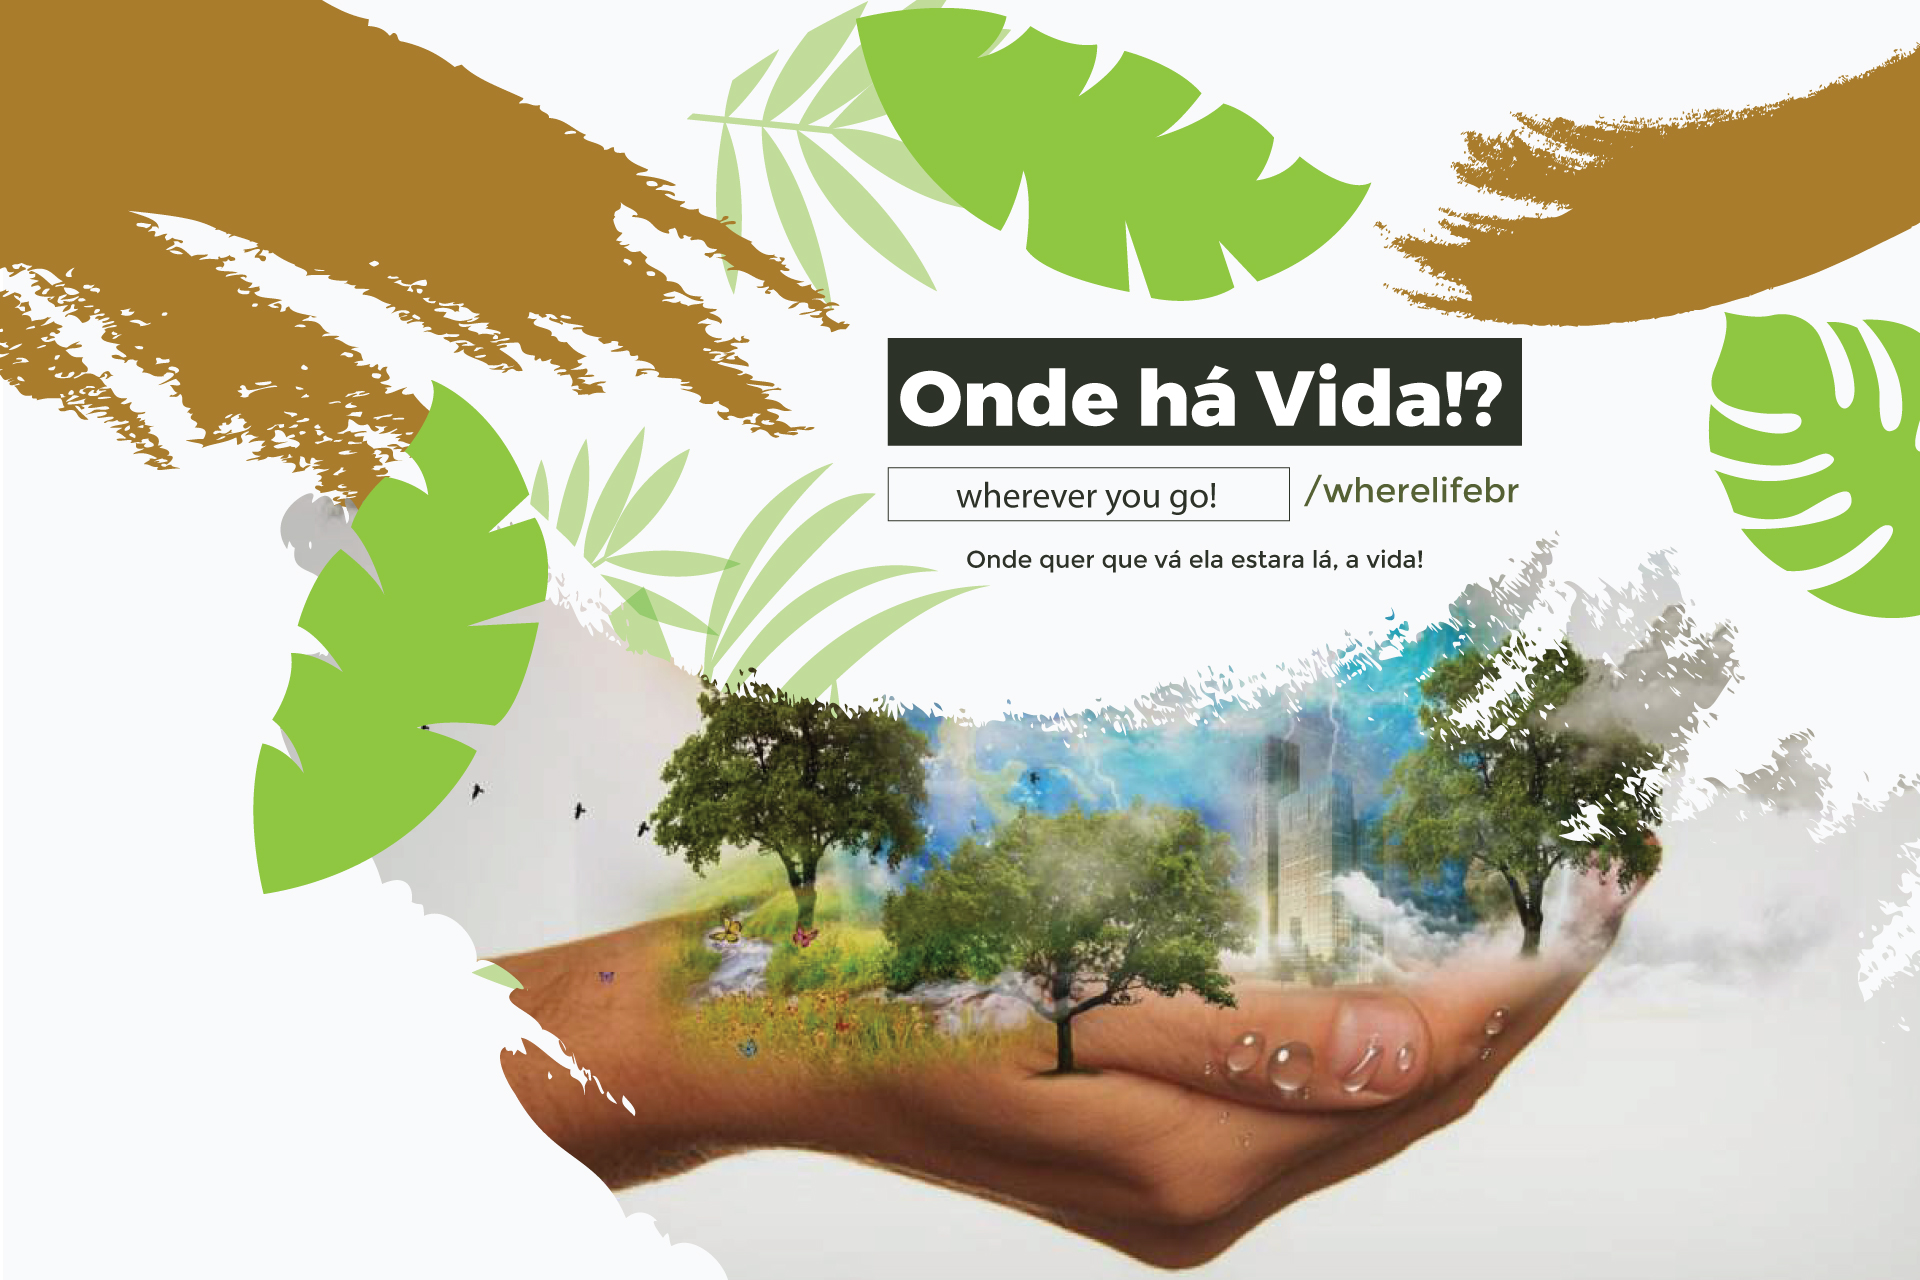 Onde há Vida!?
wherever you go!
/wherelifebr
Onde quer que vá ela estara lá, a vida!